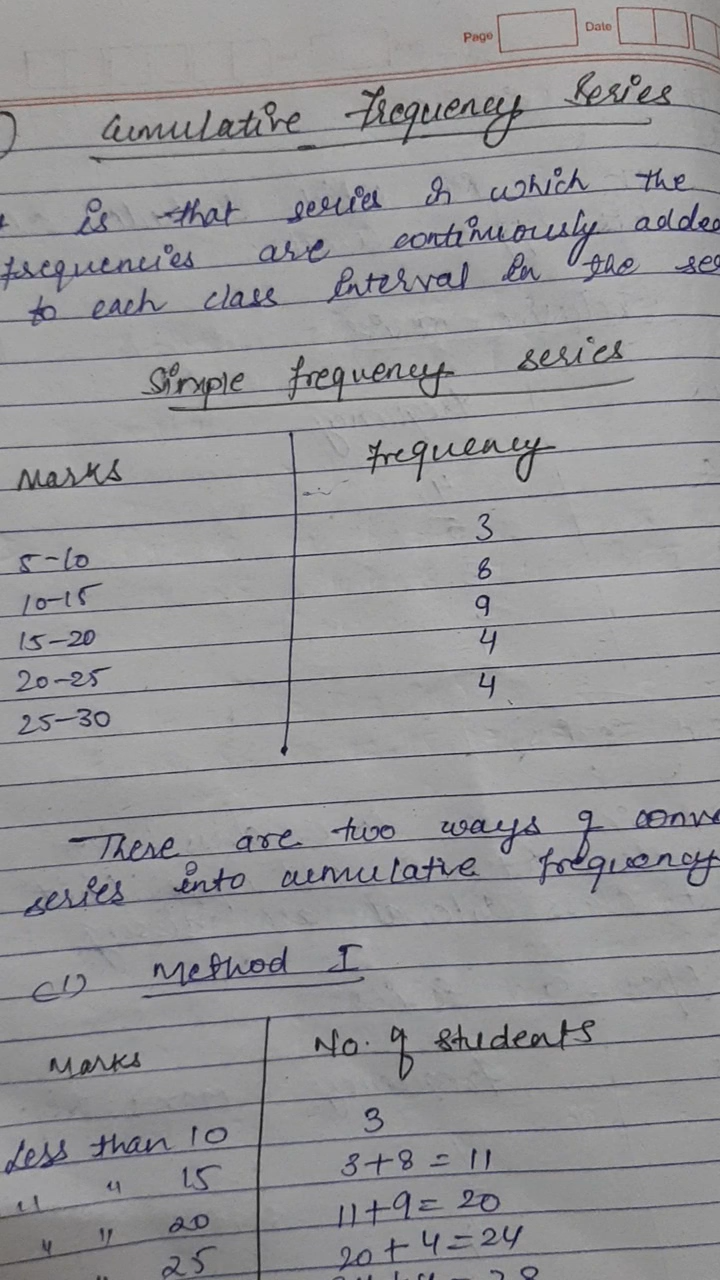 Page Date
Cumulative Frequency Series
is that series in which the
frequencies are continuously added
to each class interval in the
Simple frequency series
Marks Frequency
5-10 3
10-15 8
15-20 9
20-25 4
25-30 4
There are two ways of
series into cumulative frequency
(1) Method I
Marks No. of students
Less than 10 3
" " 15 3+8=11
" " 20 11+9=20
" 25 20+4=24